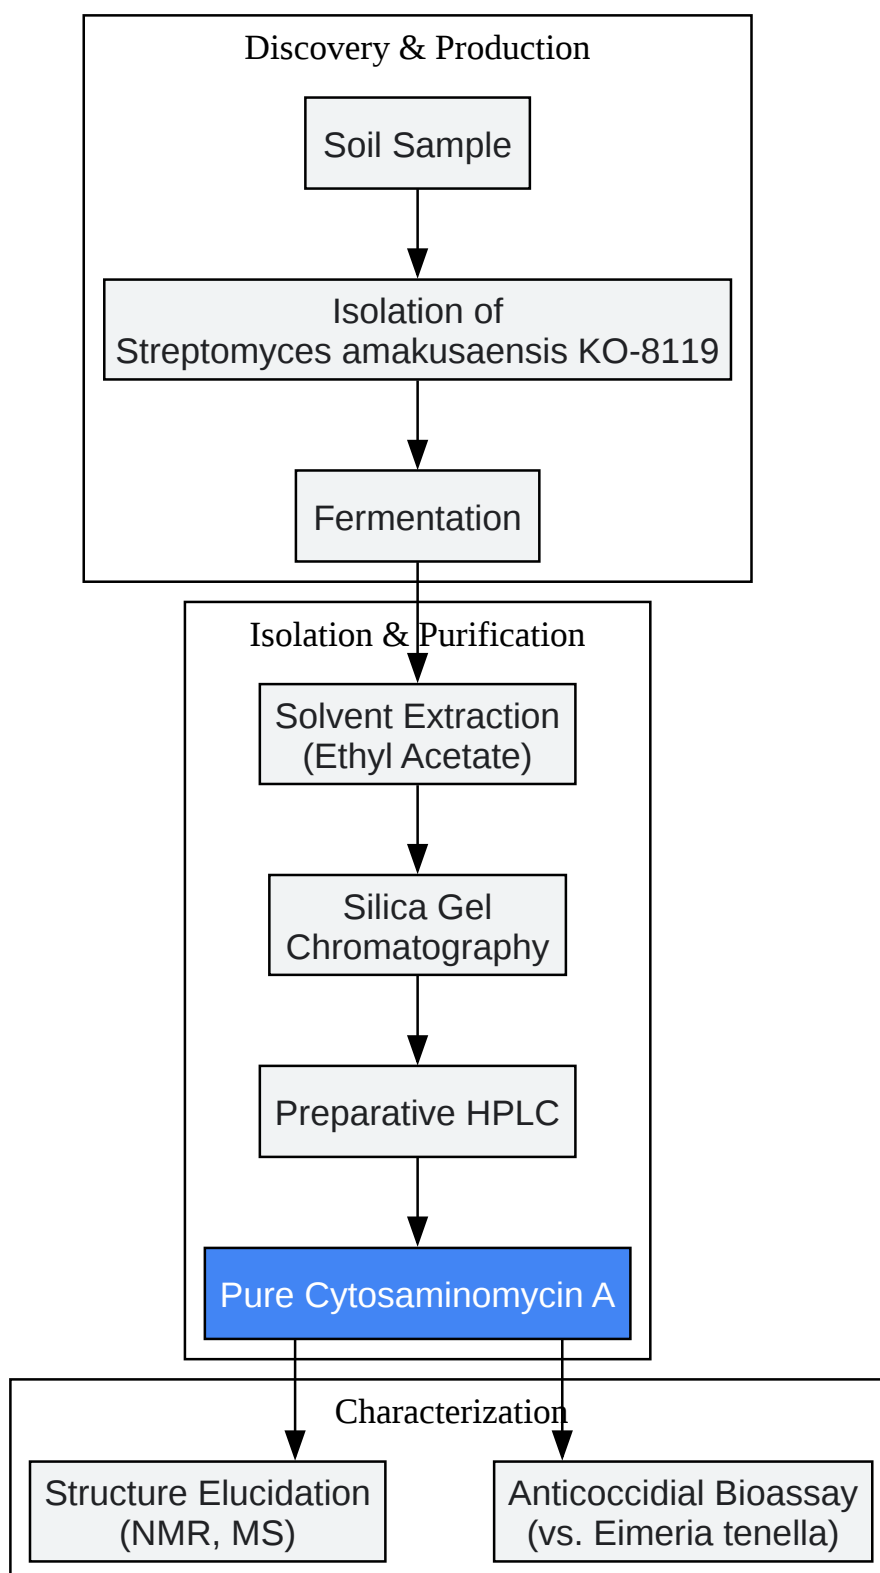 Discovery & Production
Soil Sample
Isolation of
Streptomyces amakusaensis KO-8119
Fermentation
Isolation & Purification
Solvent Extraction
(Ethyl Acetate)
Silica Gel
Chromatography
Preparative HPLC
Pure Cytosaminomycin A
Characterization
Structure Elucidation
(NMR, MS)
Anticoccidial Bioassay
(vs. Eimeria tenella)